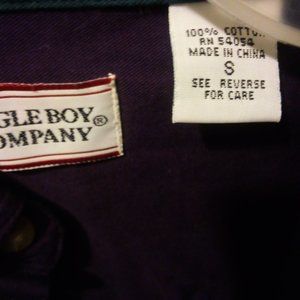 GLE BOY®
OMPANY
100% COTTON
RN 54054
MADE IN CHINA
S
SEE REVERSE
FOR CARE